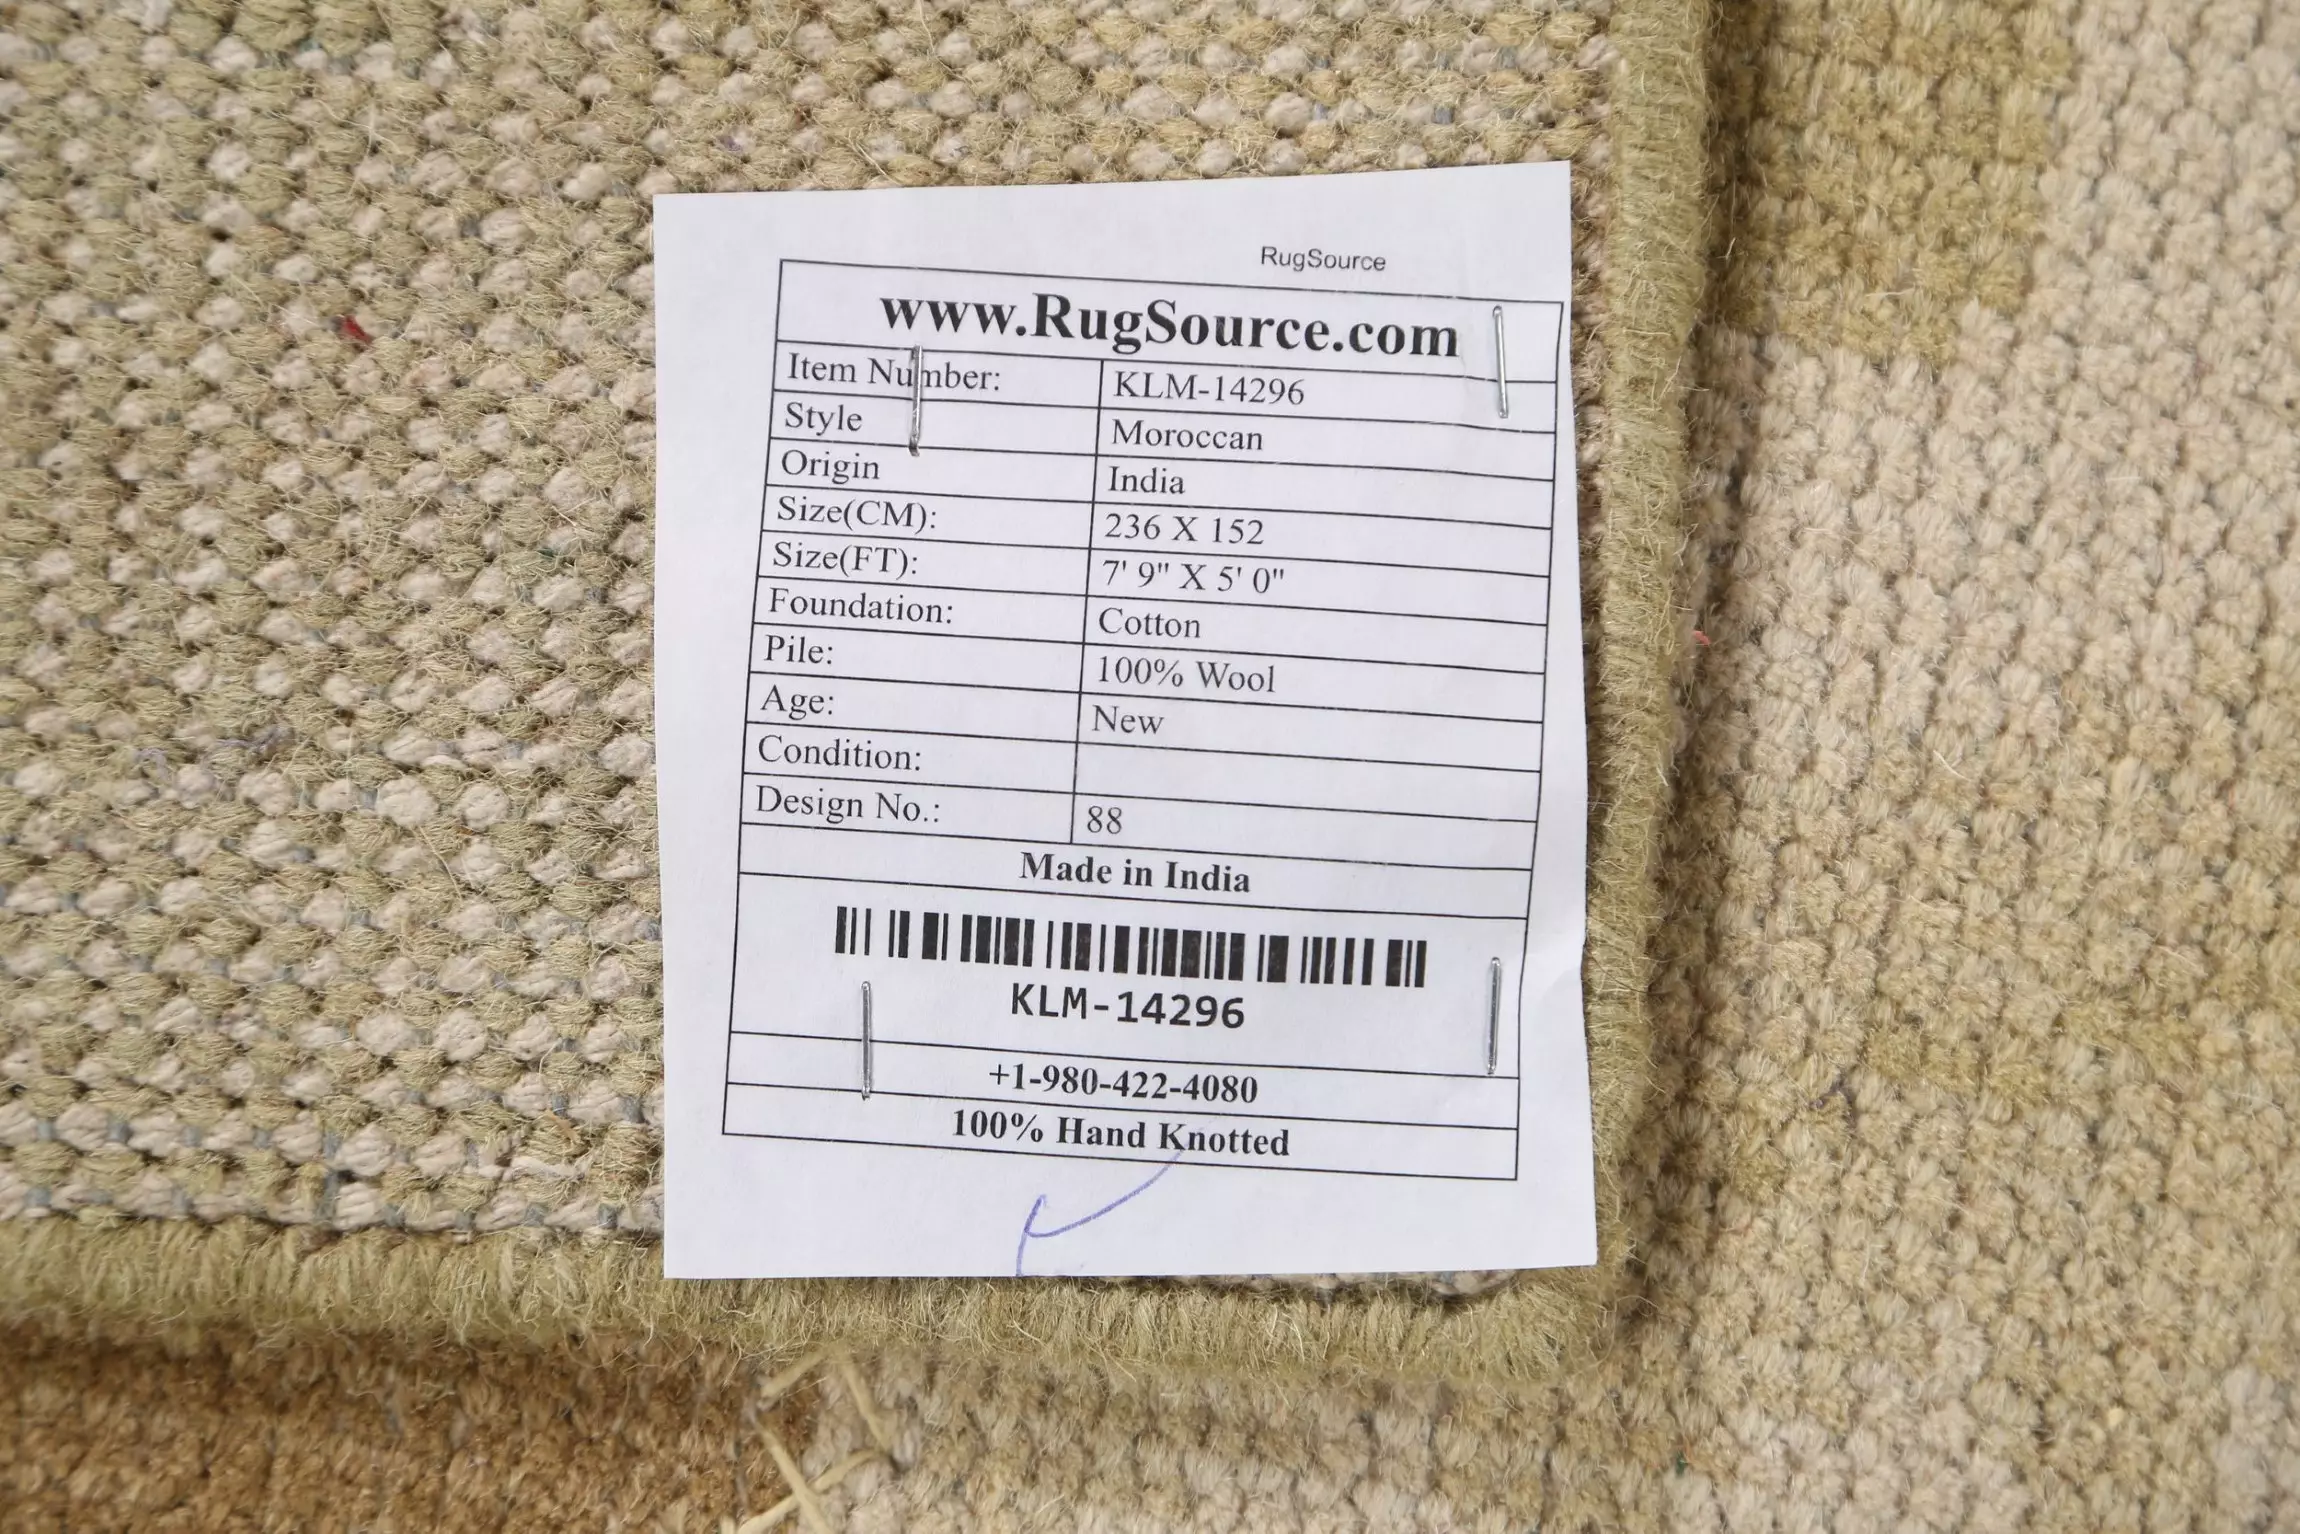 RugSource
www.RugSource.com
Item Number: KLM-14296
Style Moroccan
Origin India
Size(CM): 236 X 152
Size(FT): 7' 9" X 5' 0"
Foundation: Cotton
Pile: 100% Wool
Age: New
Condition:
Design No.: 88
Made in India
KLM-14296
+1-980-422-4080
100% Hand Knotted